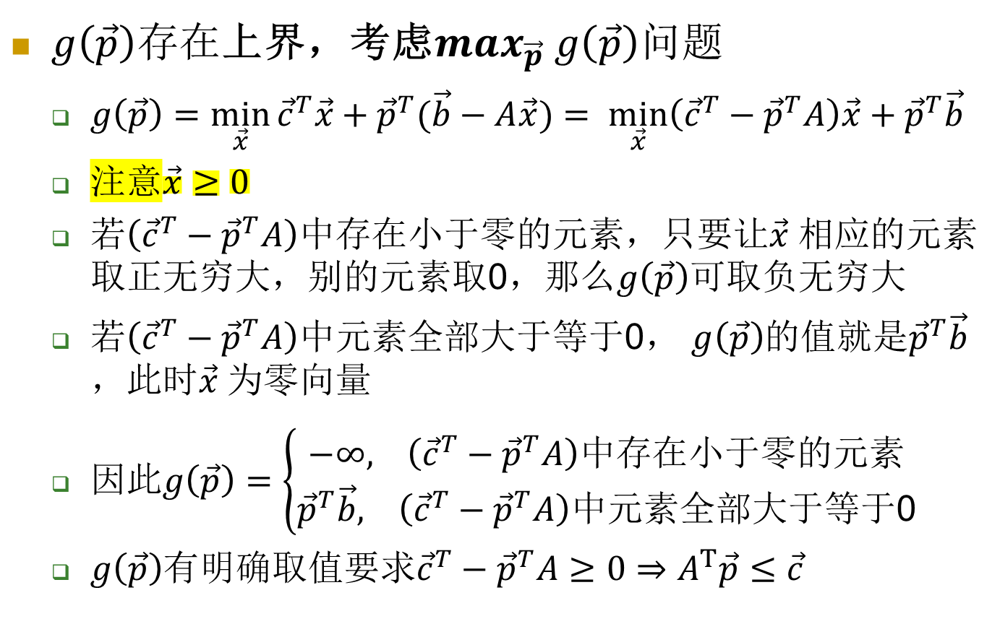 ■ $g(\vec{p})$存在上界，考虑$\boldsymbol{max}_{\vec{\boldsymbol{p}}}\ g(\vec{p})$问题
❑ $g(\vec{p}) = \min_{\vec{x}} \vec{c}^T\vec{x} + \vec{p}^T(\vec{b} - A\vec{x}) = \min_{\vec{x}}(\vec{c}^T - \vec{p}^T A)\vec{x} + \vec{p}^T\vec{b}$
❑ 注意$\vec{x} \geq 0$
❑ 若$(\vec{c}^T - \vec{p}^T A)$中存在小于零的元素，只要让$\vec{x}$ 相应的元素
取正无穷大，别的元素取0，那么$g(\vec{p})$可取负无穷大
❑ 若$(\vec{c}^T - \vec{p}^T A)$中元素全部大于等于0， $g(\vec{p})$的值就是$\vec{p}^T\vec{b}$
，此时$\vec{x}$ 为零向量
❑ 因此$g(\vec{p}) = \begin{cases} -\infty, & (\vec{c}^T - \vec{p}^T A)\text{中存在小于零的元素} \\ \vec{p}^T\vec{b}, & (\vec{c}^T - \vec{p}^T A)\text{中元素全部大于等于0} \end{cases}$
❑ $g(\vec{p})$有明确取值要求$\vec{c}^T - \vec{p}^T A \geq 0 \Rightarrow A^{\mathrm{T}}\vec{p} \leq \vec{c}$